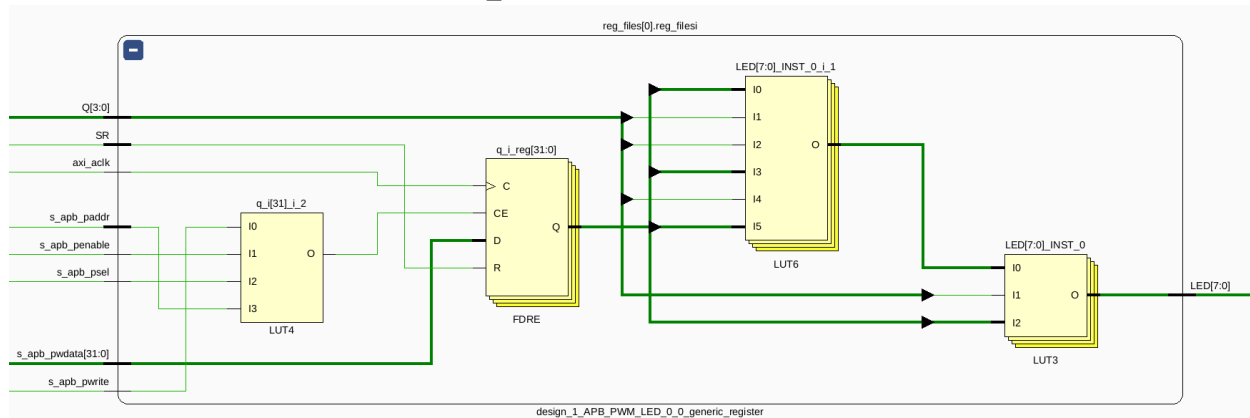 reg_files[0].reg_filesi
LED[7:0]_INST_0_i_1
Q[3:0]
SR
axi_aclk
s_apb_paddr
s_apb_penable
s_apb_psel
s_apb_pwdata[31:0]
s_apb_pwrite
q_i[31]_i_2
I0
I1
I2
I3
O
LUT4
q_i_reg[31:0]
C
CE
D
R
Q
FDRE
I0
I1
I2
I3
I4
I5
O
LUT6
LED[7:0]_INST_0
I0
I1
I2
O
LUT3
LED[7:0]
design_1_APB_PWM_LED_0_0_generic_register